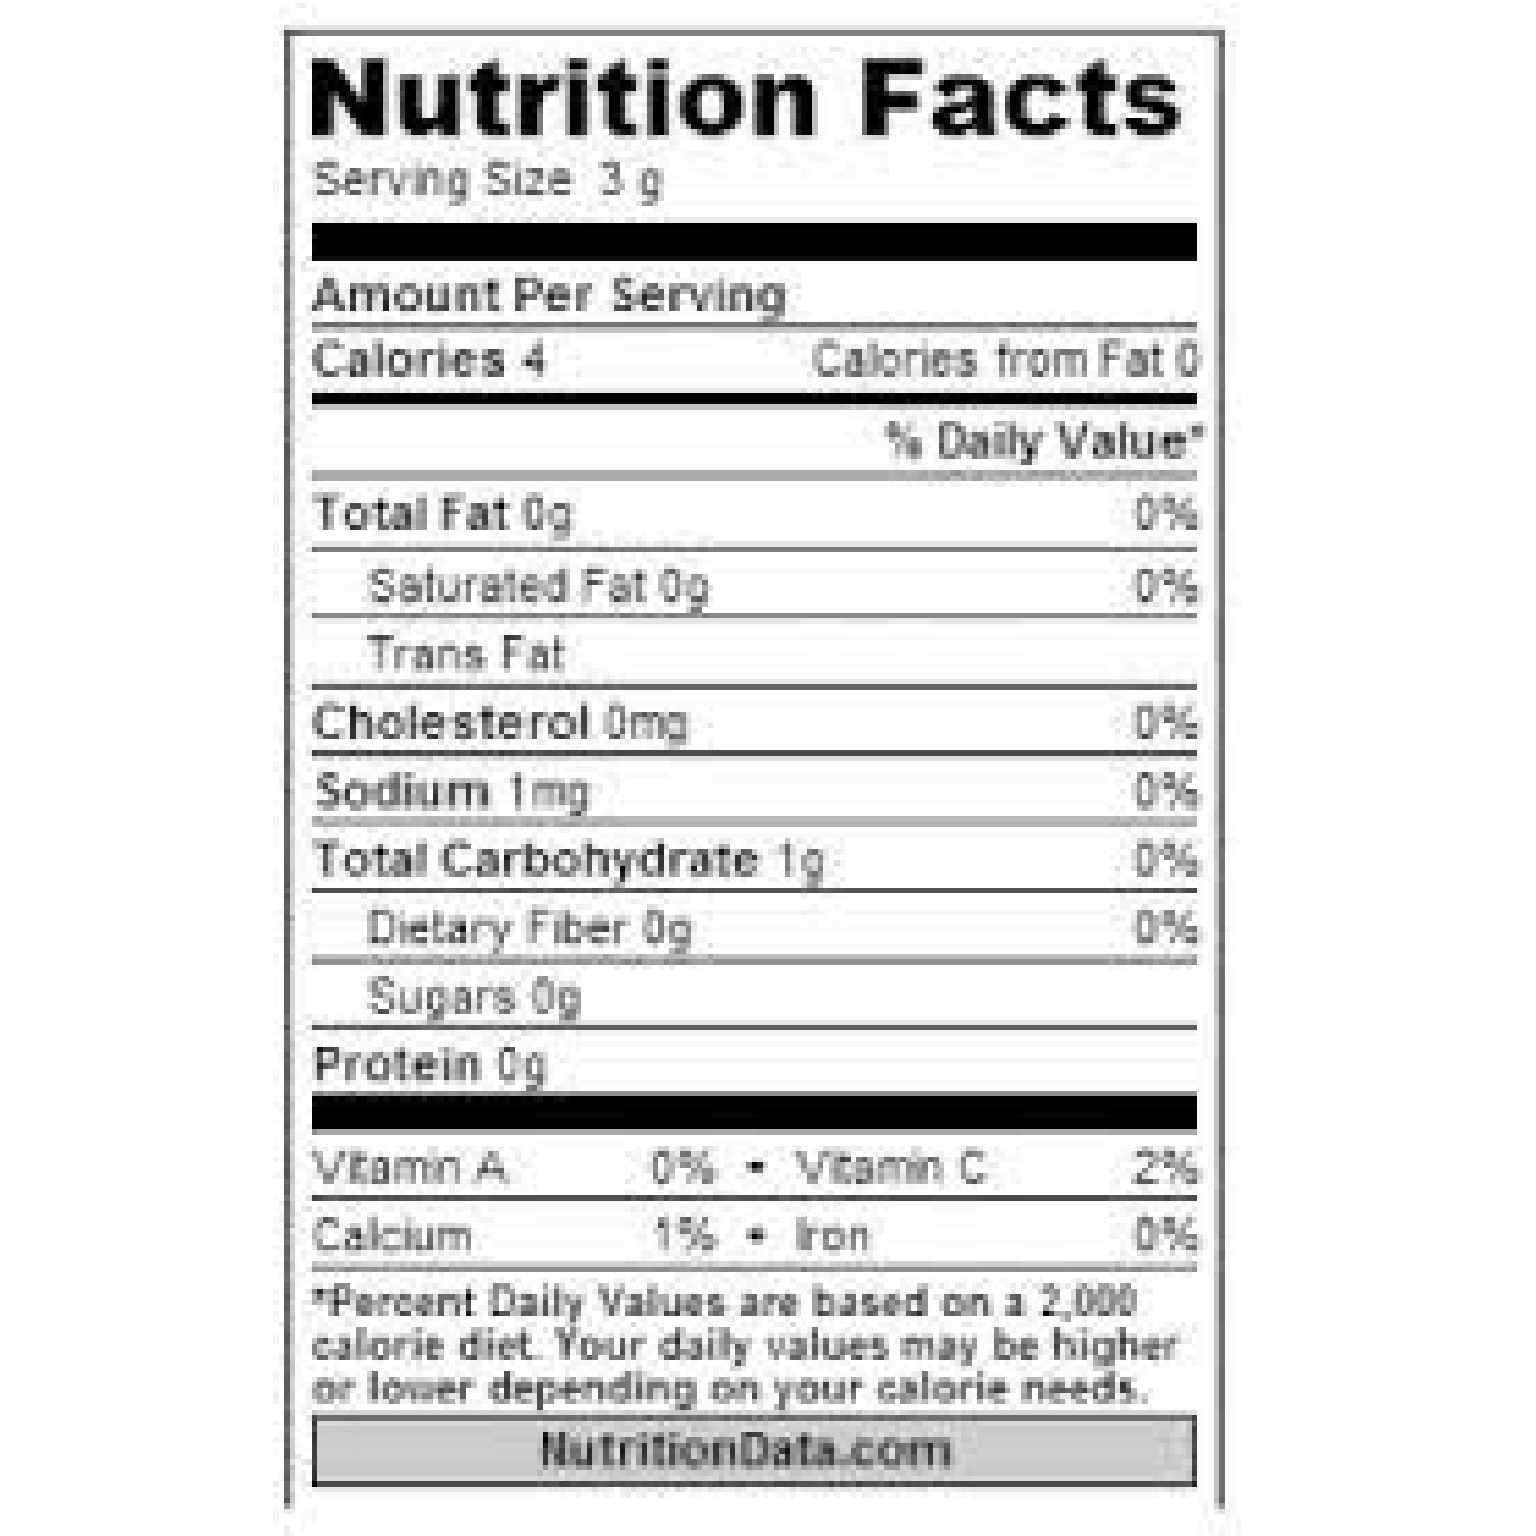 Nutrition Facts
Serving Size 3 g
Amount Per Serving
Calories 4 Calories from Fat 0
% Daily Value*
Total Fat 0g 0%
Saturated Fat 0g 0%
Trans Fat
Cholesterol 0mg 0%
Sodium 1mg 0%
Total Carbohydrate 1g 0%
Dietary Fiber 0g 0%
Sugars 0g
Protein 0g
Vitamin A 0% • Vitamin C 2%
Calcium 1% • Iron 0%
*Percent Daily Values are based on a 2,000
calorie diet. Your daily values may be higher
or lower depending on your calorie needs.
NutritionData.com